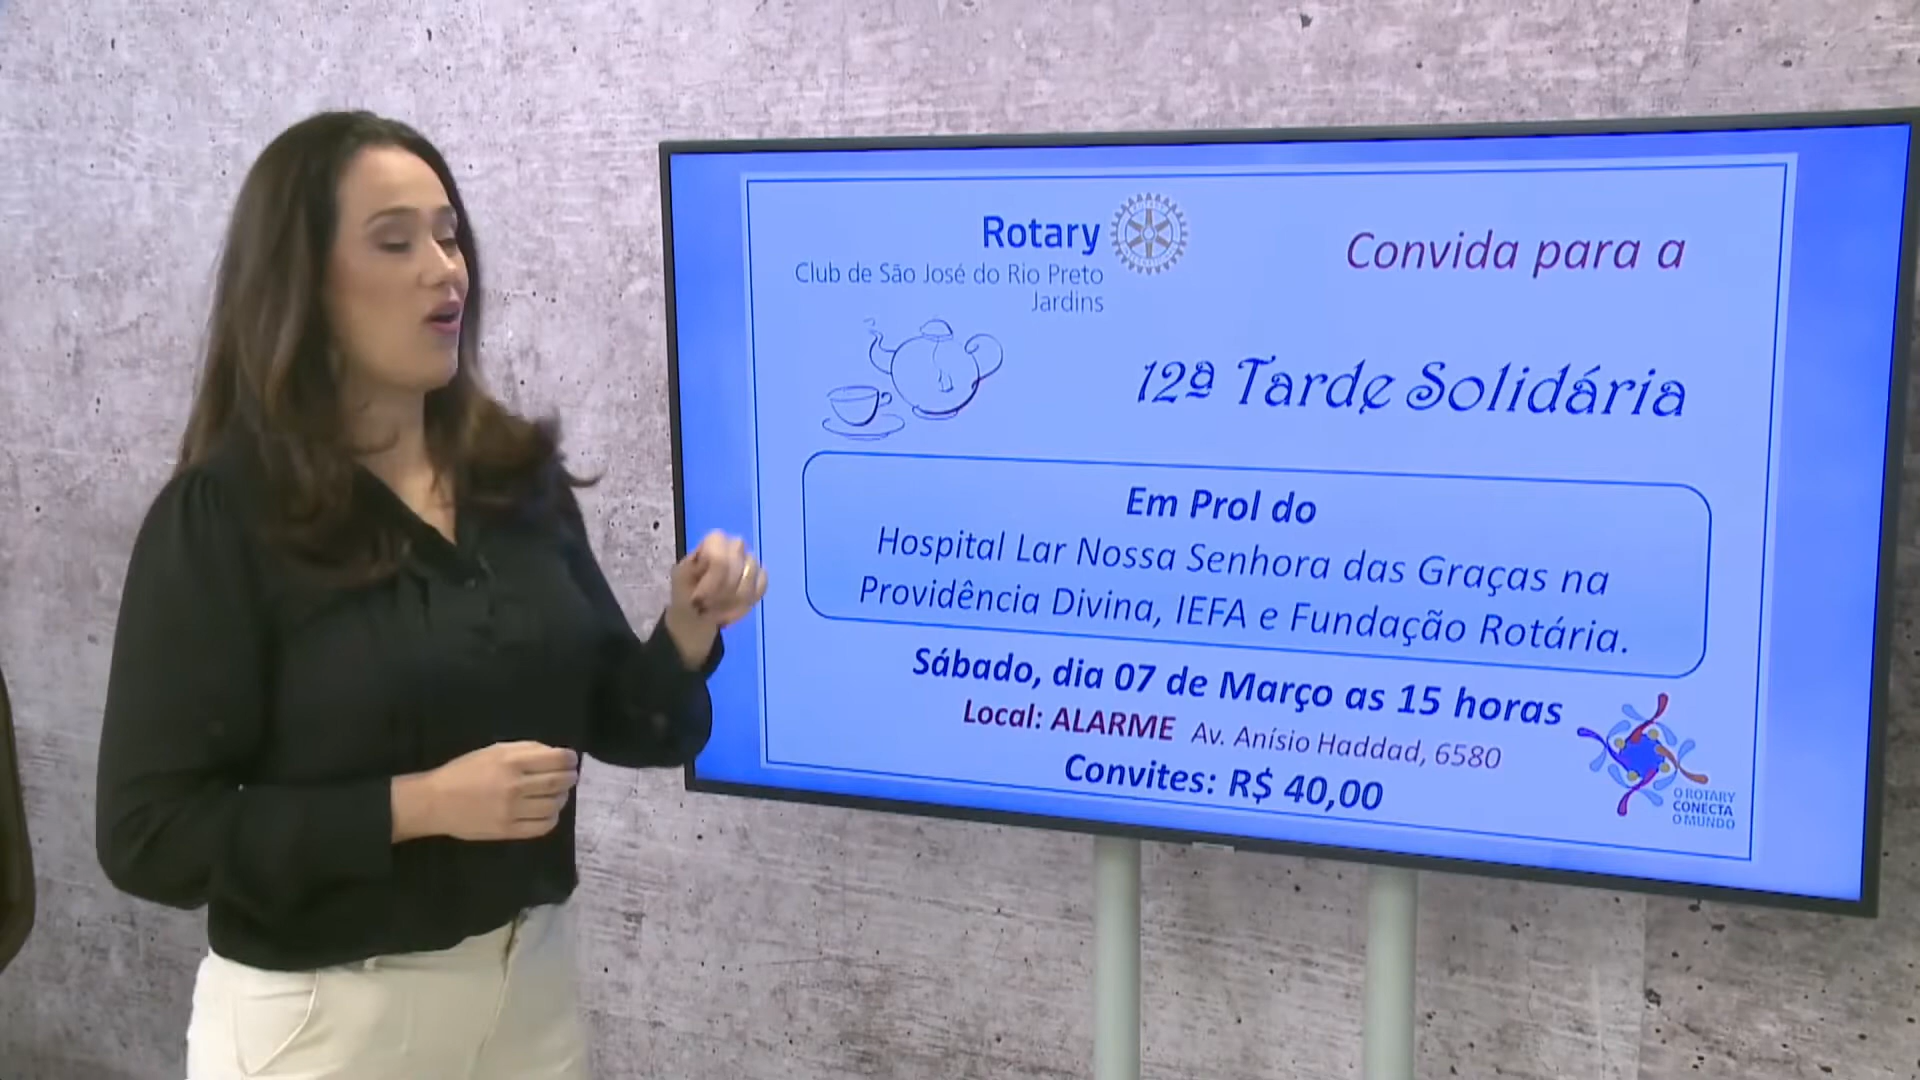 Rotary
Club de São José do Rio Preto
Jardins
Convida para a
12ª Tarde Solidária
Em Prol do
Hospital Lar Nossa Senhora das Graças na
Providência Divina, IEFA e Fundação Rotária.
Sábado, dia 07 de Março as 15 horas
Local: ALARME Av. Anísio Haddad, 6580
Convites: R$ 40,00
O ROTARY
CONECTA
O MUNDO